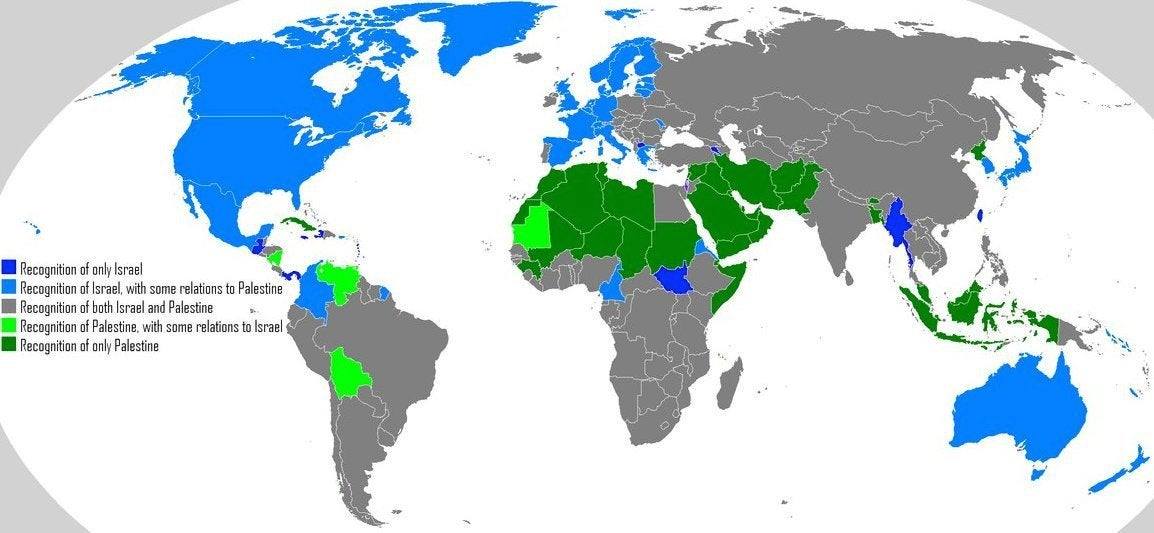 Recognition of only Israel
Recognition of Israel, with some relations to Palestine
Recognition of both Israel and Palestine
Recognition of Palestine, with some relations to Israel
Recognition of only Palestine